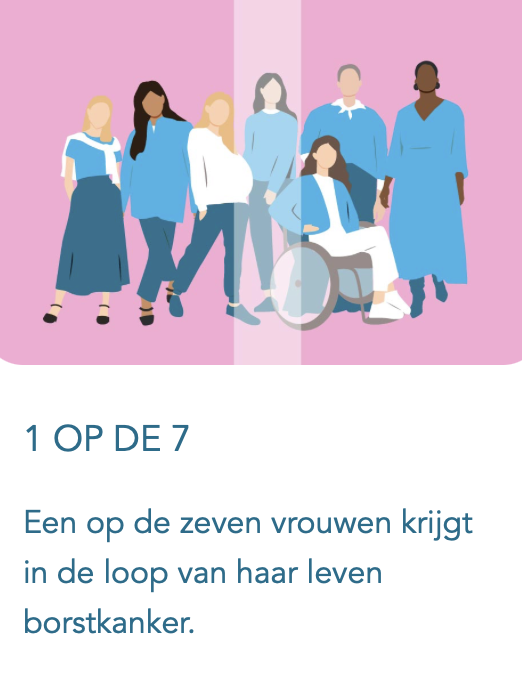 1 OP DE 7
Een op de zeven vrouwen krijgt
in de loop van haar leven
borstkanker.